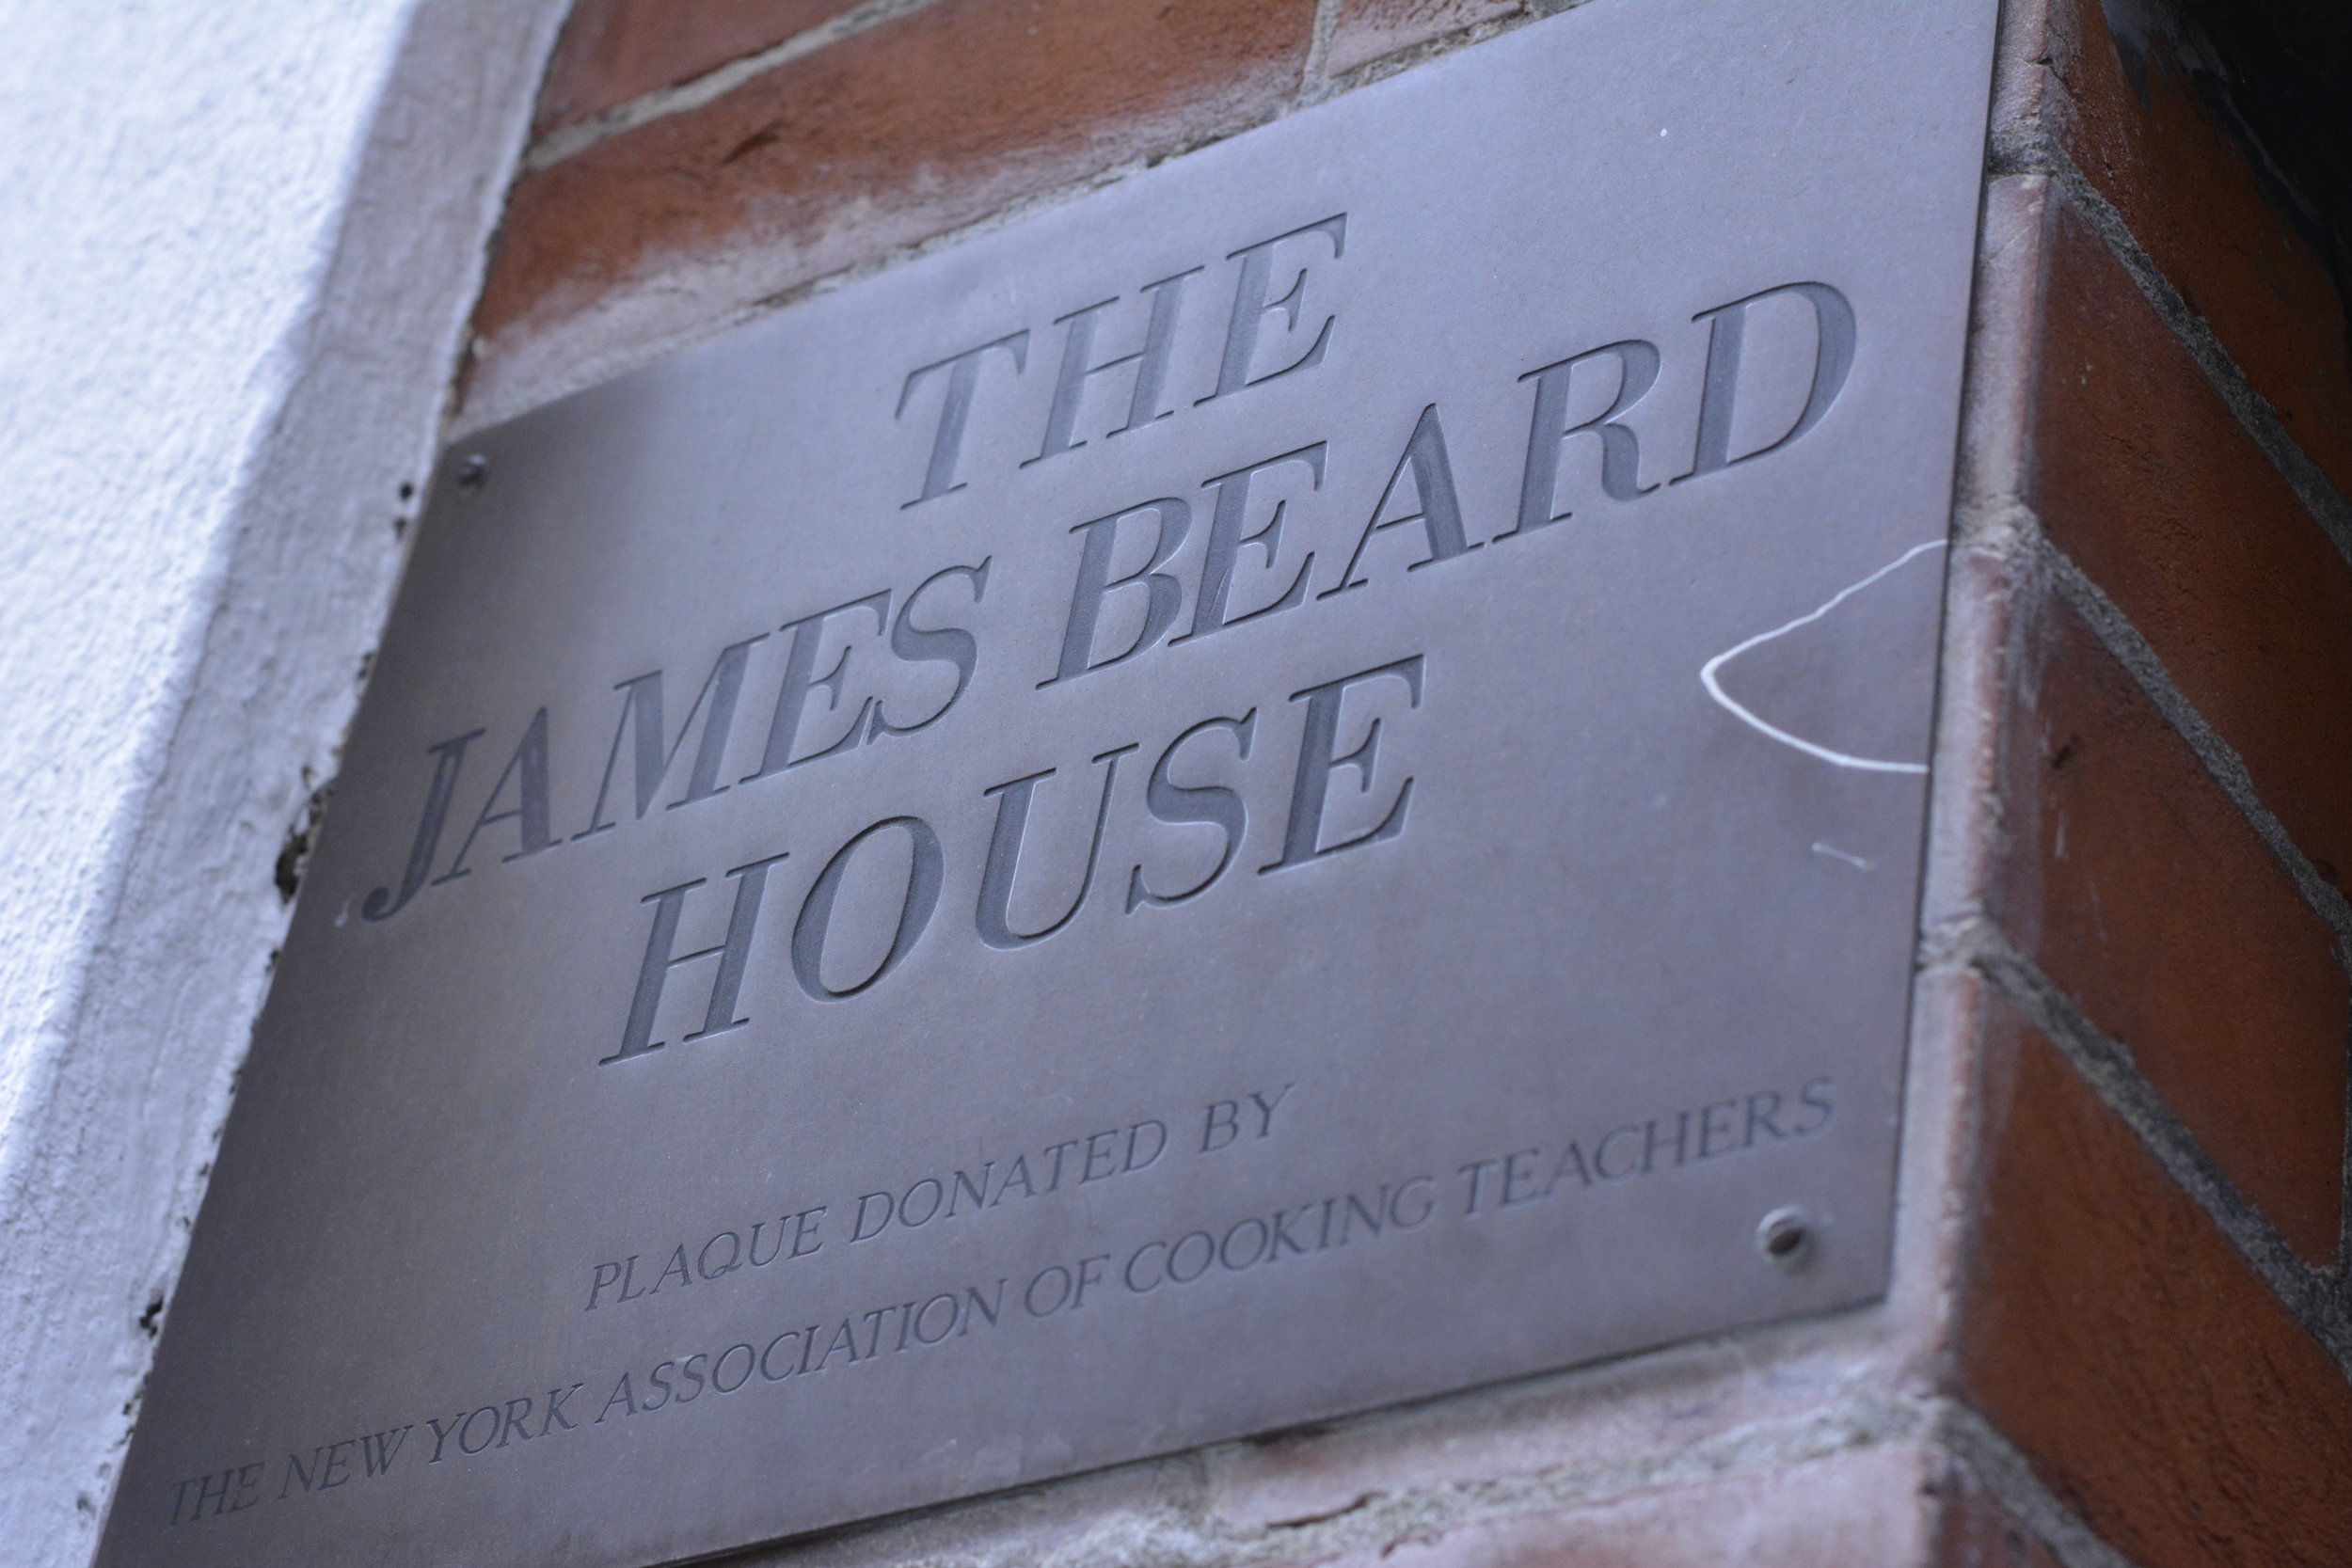 THE
JAMES BEARD
HOUSE
PLAQUE DONATED BY
THE NEW YORK ASSOCIATION OF COOKING TEACHERS